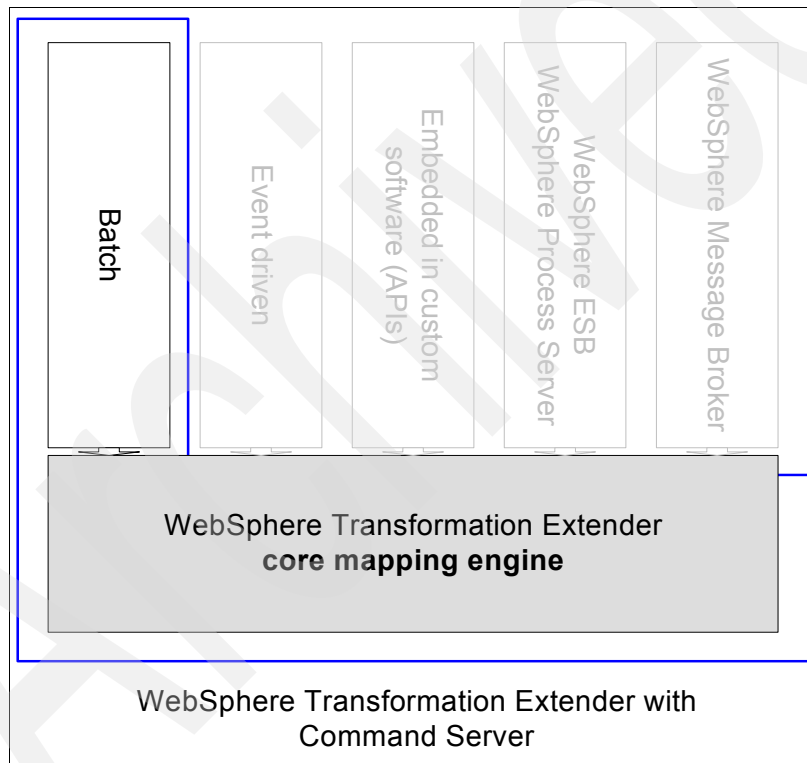 Batch
Event driven
Embedded in custom
software (APIs)
WebSphere ESB
WebSphere Process Server
WebSphere Message Broker
WebSphere Transformation Extender
core mapping engine
WebSphere Transformation Extender with
Command Server